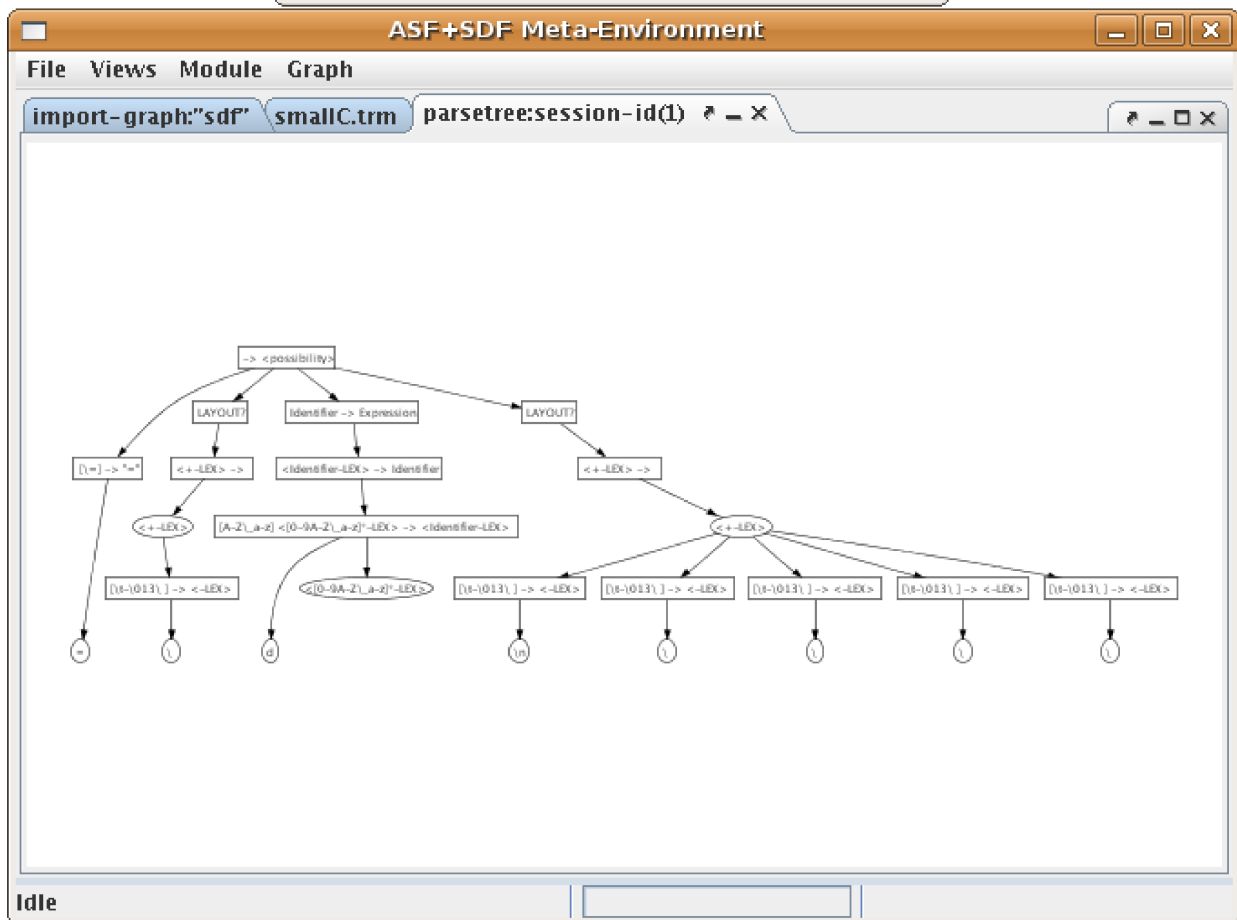 ASF+SDF Meta-Environment
File Views Module Graph
import-graph:"sdf" smallC.trm parsetree:session-id(1)
-> <possibility>
LAYOUT? Identifier -> Expression LAYOUT?
[\=] -> "=" <+-LEX> -> <Identifier-LEX> -> Identifier <+-LEX> ->
<+-LEX> [A-Z\_a-z] <[0-9A-Z\_a-z]*-LEX> -> <Identifier-LEX> <+-LEX>
[\t-\013\ ] -> <-LEX> <[0-9A-Z\_a-z]*-LEX> [\t-\013\ ] -> <-LEX> [\t-\013\ ] -> <-LEX> [\t-\013\ ] -> <-LEX> [\t-\013\ ] -> <-LEX> [\t-\013\ ] -> <-LEX>
= \ d \n \ \ \ \
Idle